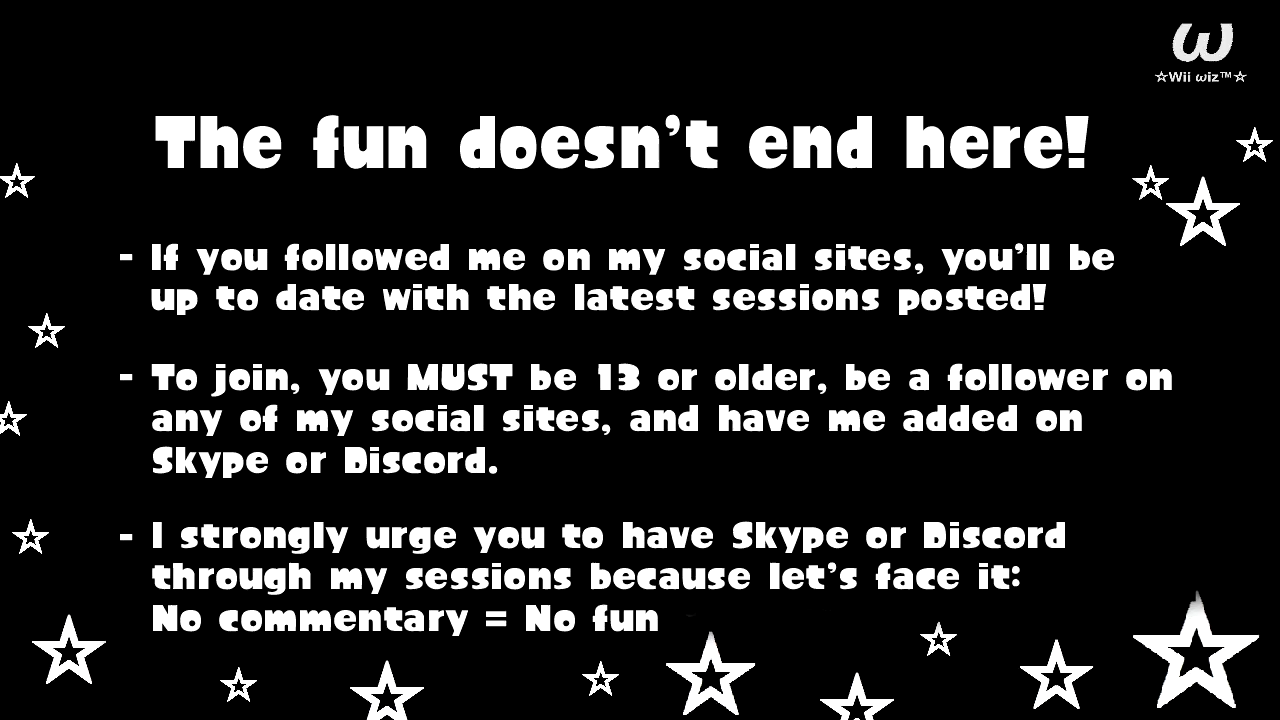 ω
☆Wii ωiz™☆
The fun doesn't end here!
- If you followed me on my social sites, you'll be
up to date with the latest sessions posted!
- To join, you MUST be 13 or older, be a follower on
any of my social sites, and have me added on
Skype or Discord.
- I strongly urge you to have Skype or Discord
through my sessions because let's face it:
No commentary = No fun